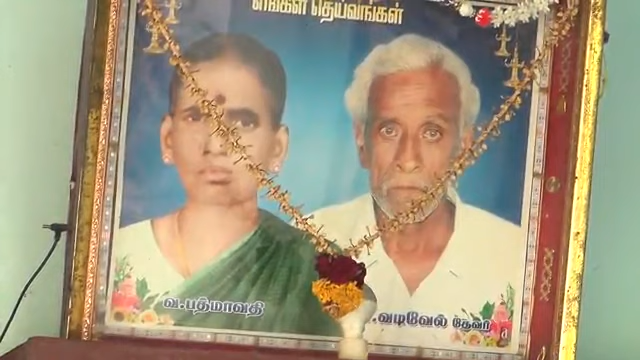 எங்கள் தெய்வங்கள்
வ.பத்மாவதி
.வடிவேல் தேவர்